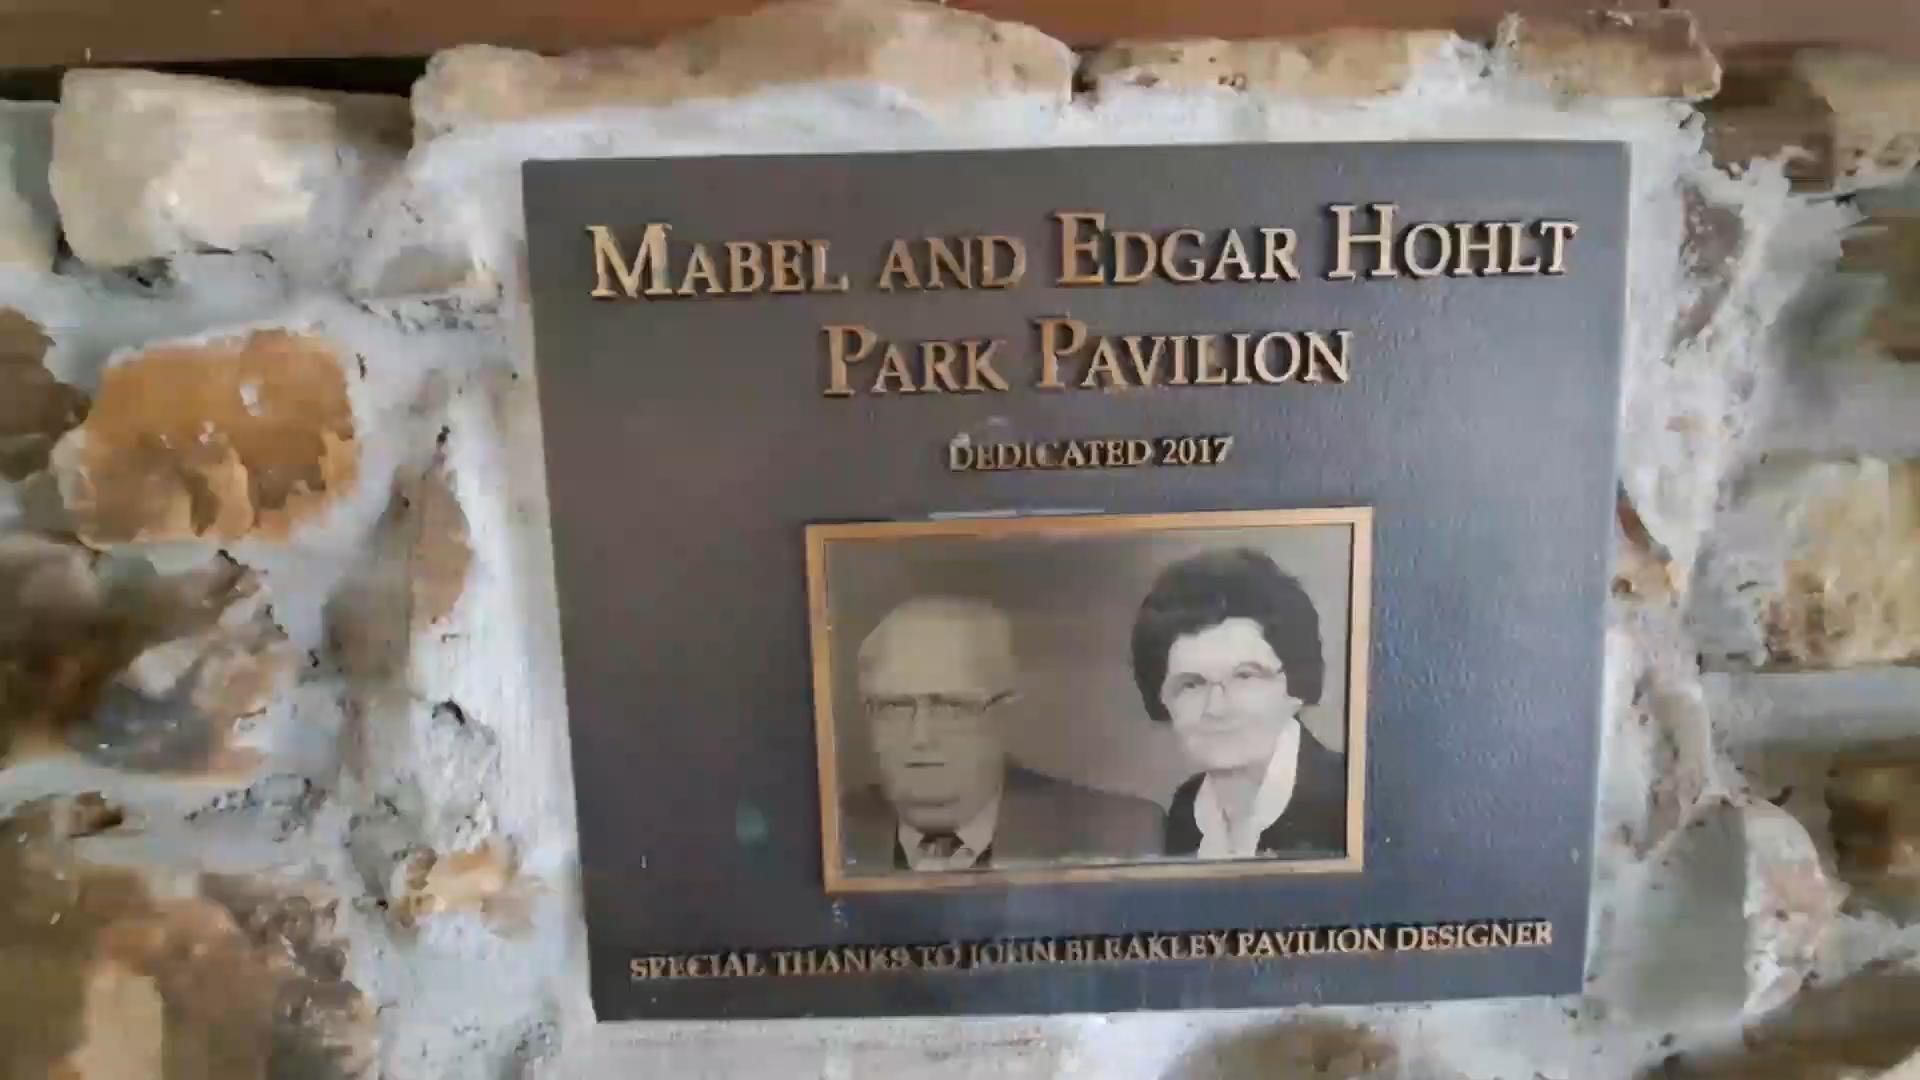 MABEL AND EDGAR HOHLT
PARK PAVILION
DEDICATED 2017
SPECIAL THANKS TO JOHN BLEAKLEY PAVILION DESIGNER